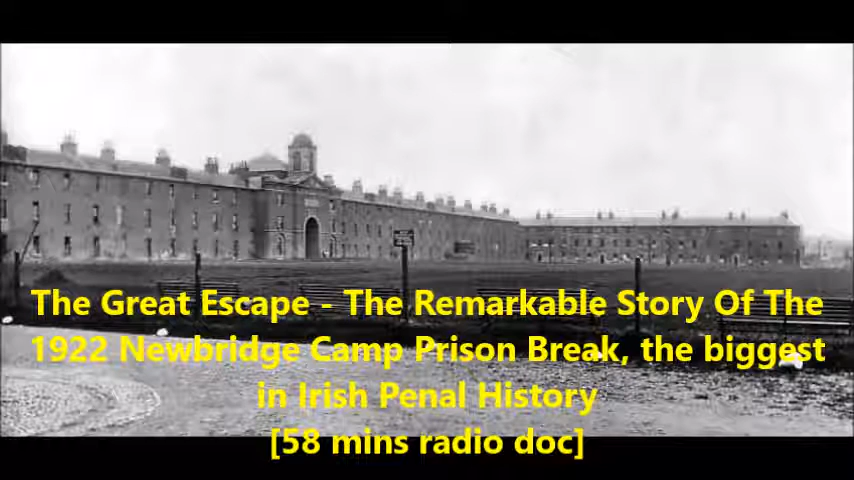 The Great Escape - The Remarkable Story Of The
1922 Newbridge Camp Prison Break, the biggest
in Irish Penal History
[58 mins radio doc]